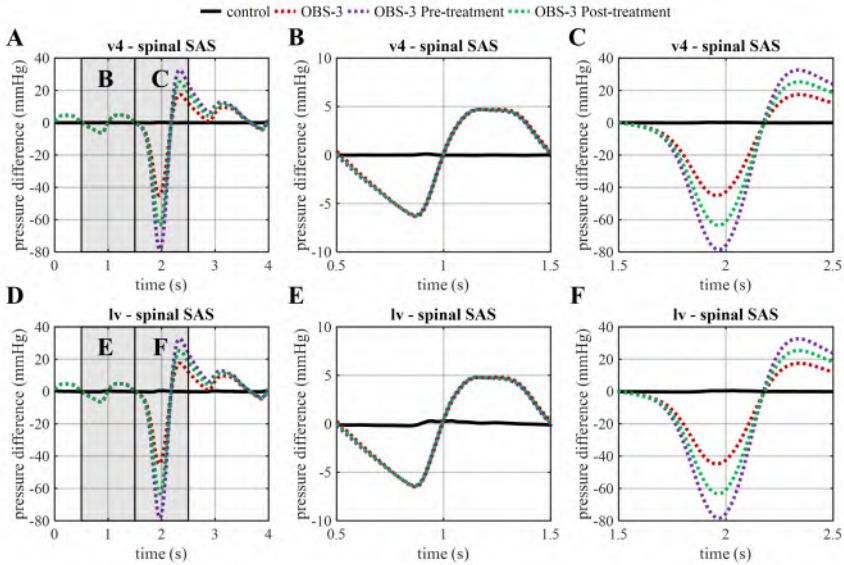 control OBS-3 OBS-3 Pre-treatment OBS-3 Post-treatment
A v4 - spinal SAS
B v4 - spinal SAS
C v4 - spinal SAS
pressure difference (mmHg)
40
20
0
-20
-40
-60
-80
B C
0 1 2 3 4
time (s)
pressure difference (mmHg)
10
5
0
-5
-10
0.5 1 1.5
time (s)
pressure difference (mmHg)
40
20
0
-20
-40
-60
-80
1.5 2 2.5
time (s)
D lv - spinal SAS
E lv - spinal SAS
F lv - spinal SAS
pressure difference (mmHg)
40
20
0
-20
-40
-60
-80
E F
0 1 2 3 4
time (s)
pressure difference (mmHg)
10
5
0
-5
-10
0.5 1 1.5
time (s)
pressure difference (mmHg)
40
20
0
-20
-40
-60
-80
1.5 2 2.5
time (s)